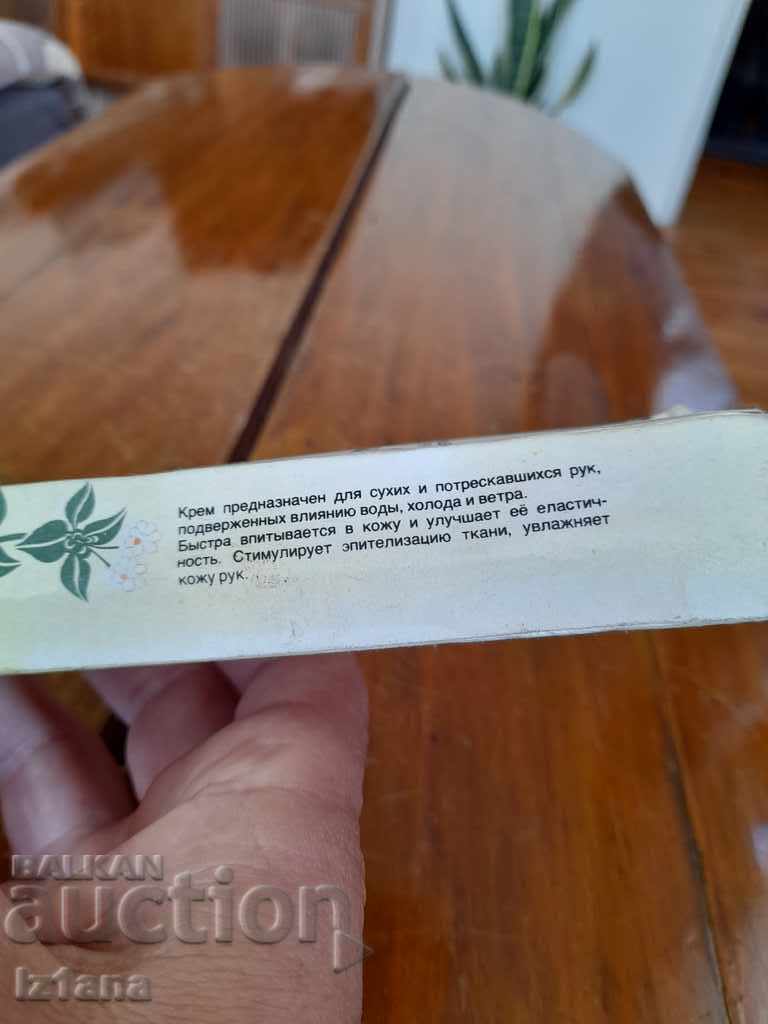 Крем предназначен для сухих и потрескавшихся рук,
подверженных влиянию воды, холода и ветра.
Быстра впитывается в кожу и улучшает её еластич-
ность. Стимулирует эпителизацию ткани, увлажняет
кожу рук.
BALKAN
auction
Iz1ana